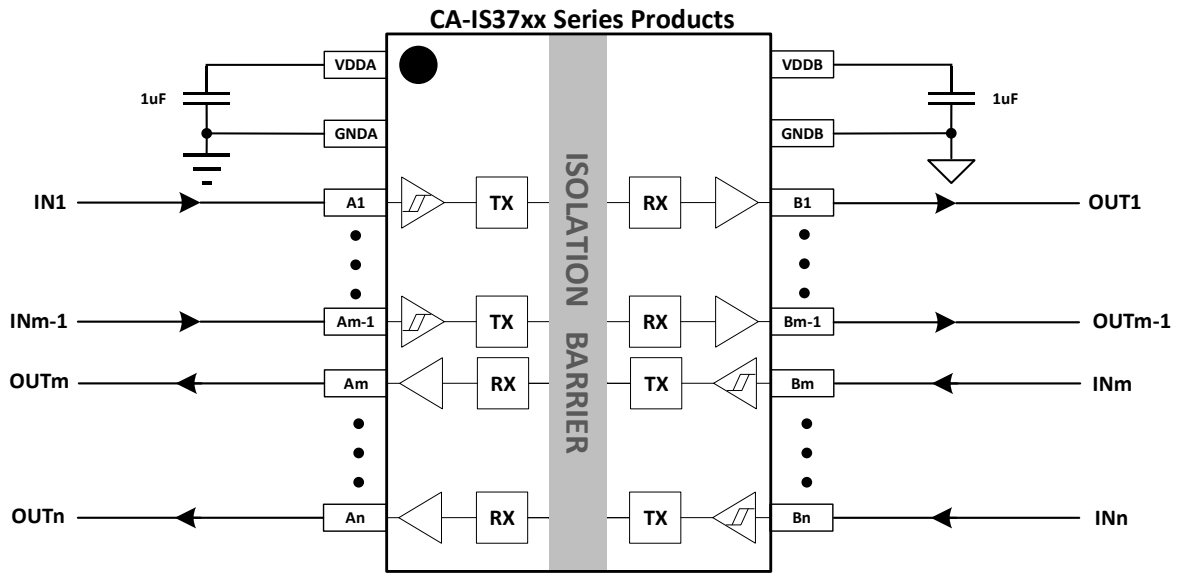 CA-IS37xx Series Products
VDDA
VDDB
1uF
1uF
GNDA
GNDB
ISOLATION BARRIER
IN1
A1
TX
RX
B1
OUT1
INm-1
Am-1
TX
RX
Bm-1
OUTm-1
OUTm
Am
RX
TX
Bm
INm
OUTn
An
RX
TX
Bn
INn